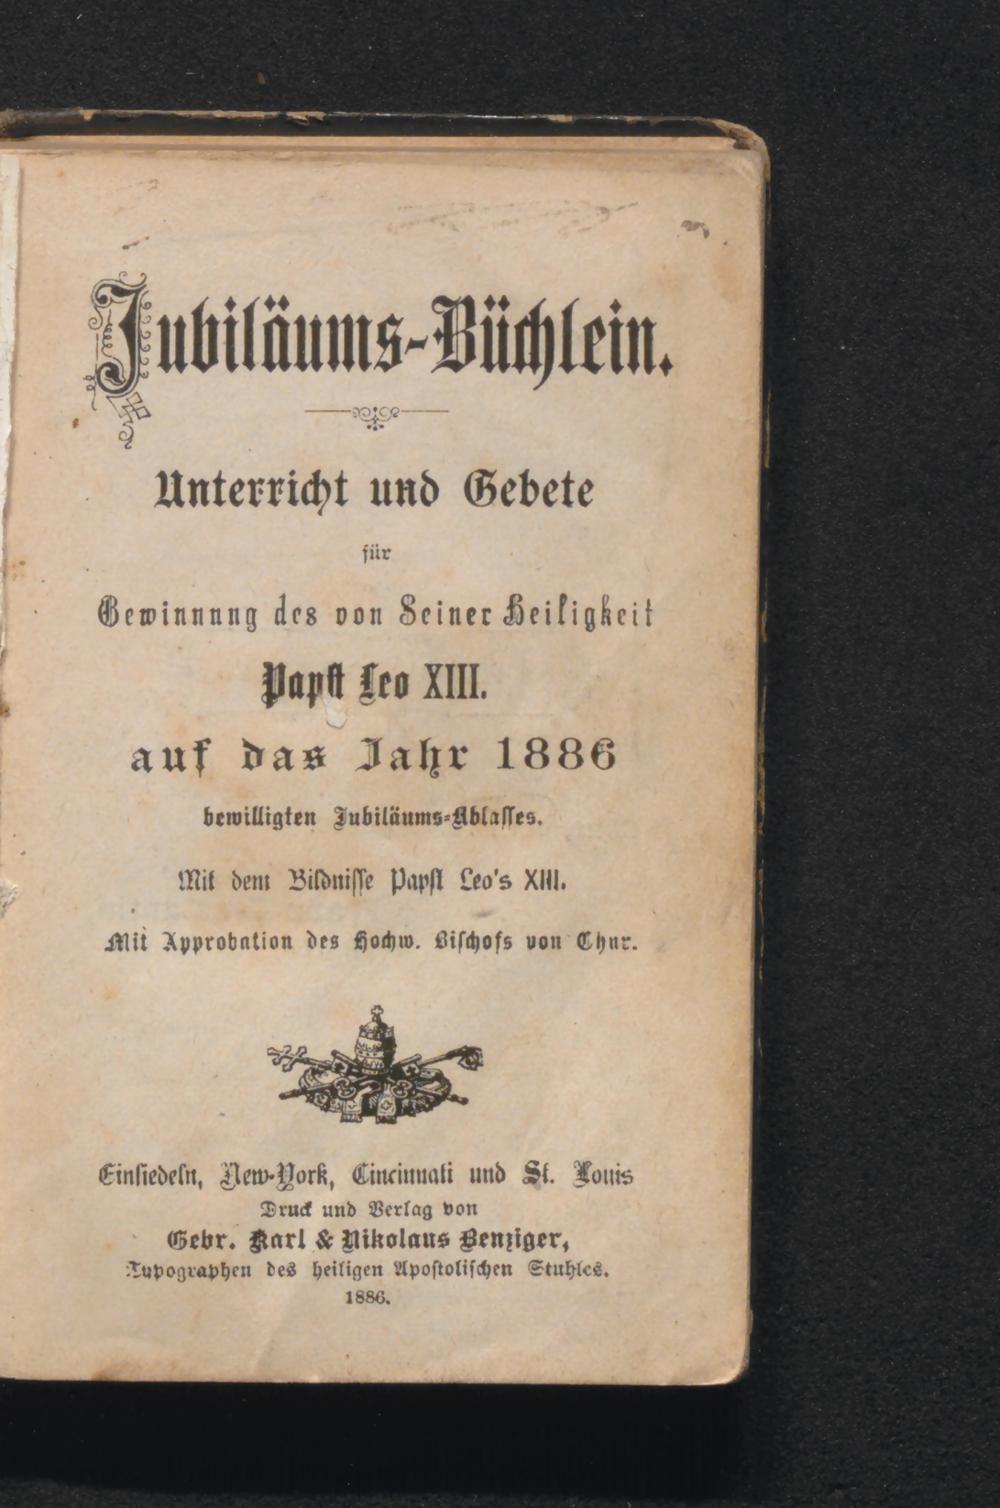 Jubiläums-Büchlein.
Unterricht und Gebete
für
Gewinnung des von Seiner Heiligkeit
Papst Leo XIII.
auf das Jahr 1886
bewilligten Jubiläums-Ablasses.
Mit dem Bildnisse Papst Leo's XIII.
Mit Approbation des Hochw. Bischofs von Chur.
Einsiedeln, New-York, Cincinnati und St. Louis
Druck und Verlag von
Gebr. Karl & Nikolaus Benziger,
Typographen des heiligen Apostolischen Stuhles.
1886.